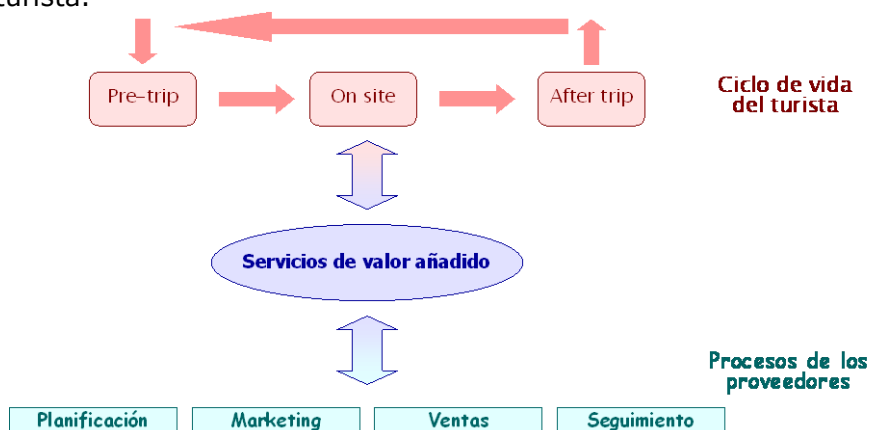 turista.
Pre-trip
On site
After trip
Ciclo de vida
del turista
Servicios de valor añadido
Procesos de los
proveedores
Planificación
Marketing
Ventas
Seguimiento